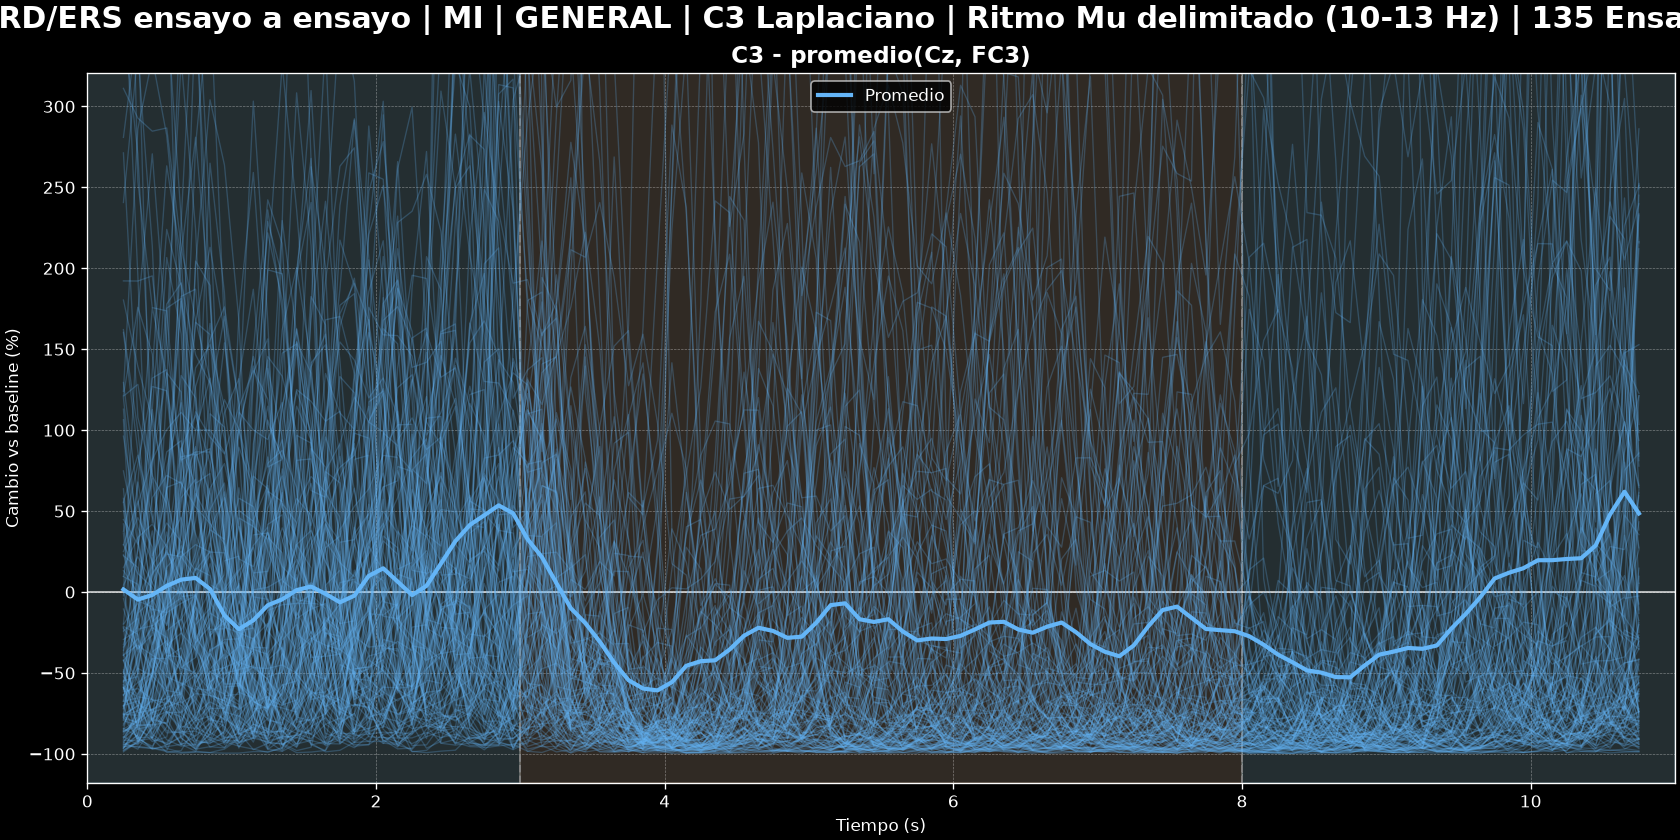 RD/ERS ensayo a ensayo | MI | GENERAL | C3 Laplaciano | Ritmo Mu delimitado (10-13 Hz) | 135 Ensa
C3 - promedio(Cz, FC3)
Promedio
Cambio vs baseline (%)
300
250
200
150
100
50
0
−50
−100
0 2 4 6 8 10
Tiempo (s)